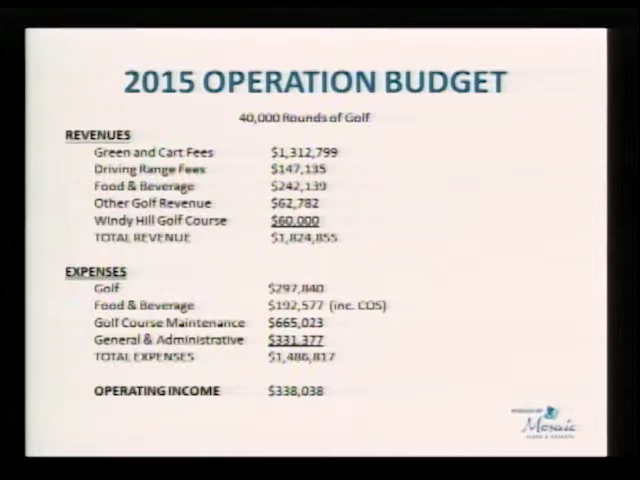 2015 OPERATION BUDGET
40,000 Rounds of Golf
REVENUES
Green and Cart Fees $1,312,799
Driving Range Fees $147,135
Food & Beverage $242,139
Other Golf Revenue $62,782
Windy Hill Golf Course $60,000
TOTAL REVENUE $1,824,855
EXPENSES
Golf $297,840
Food & Beverage $192,577 (inc. COS)
Golf Course Maintenance $665,023
General & Administrative $331,377
TOTAL EXPENSES $1,486,817
OPERATING INCOME $338,038
Mosaic